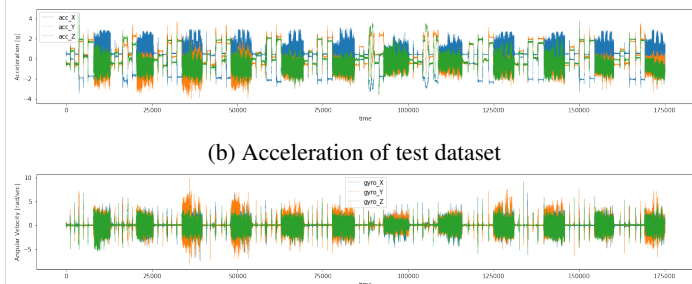 acc_X
acc_Y
acc_Z
Acceleration [g]
4
2
0
−2
−4
0 25000 50000 75000 100000 125000 150000 175000
time
(b) Acceleration of test dataset
gyro_X
gyro_Y
gyro_Z
Angular Velocity [rad/sec]
10
5
0
−5
0 25000 50000 75000 100000 125000 150000 175000
time